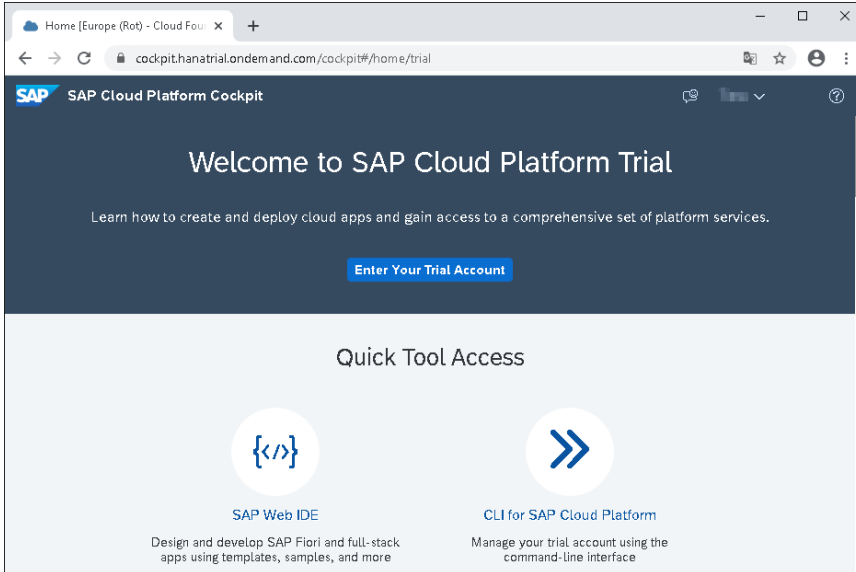 Home [Europe (Rot) - Cloud Fou
cockpit.hanatrial.ondemand.com/cockpit#/home/trial
SAP SAP Cloud Platform Cockpit
Welcome to SAP Cloud Platform Trial
Learn how to create and deploy cloud apps and gain access to a comprehensive set of platform services.
Enter Your Trial Account
Quick Tool Access
{</>}
SAP Web IDE
CLI for SAP Cloud Platform
Design and develop SAP Fiori and full-stack
apps using templates, samples, and more
Manage your trial account using the
command-line interface